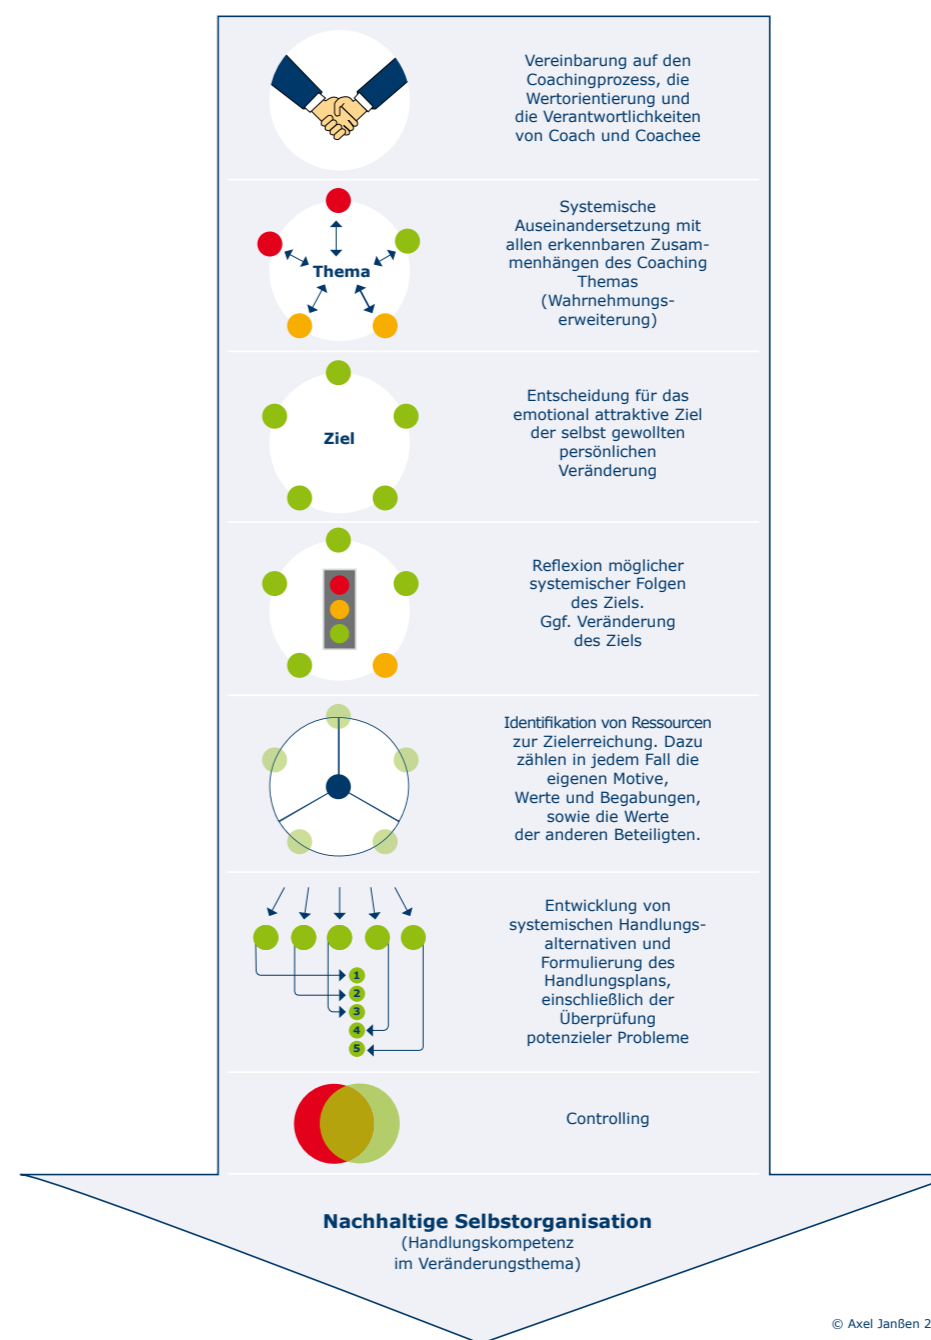 Vereinbarung auf den
Coachingprozess, die
Wertorientierung und
die Verantwortlichkeiten
von Coach und Coachee
Systemische
Auseinandersetzung mit
allen erkennbaren Zusam-
menhängen des Coaching
Themas
(Wahrnehmungs-
erweiterung)
Thema
Entscheidung für das
emotional attraktive Ziel
der selbst gewollten
persönlichen
Veränderung
Ziel
Reflexion möglicher
systemischer Folgen
des Ziels.
Ggf. Veränderung
des Ziels
Identifikation von Ressourcen
zur Zielerreichung. Dazu
zählen in jedem Fall die
eigenen Motive,
Werte und Begabungen,
sowie die Werte
der anderen Beteiligten.
Entwicklung von
systemischen Handlungs-
alternativen und
Formulierung des
Handlungsplans,
einschließlich der
Überprüfung
potenzieler Probleme
1
2
3
4
5
Controlling
Nachhaltige Selbstorganisation
(Handlungskompetenz
im Veränderungsthema)
© Axel Janßen 2